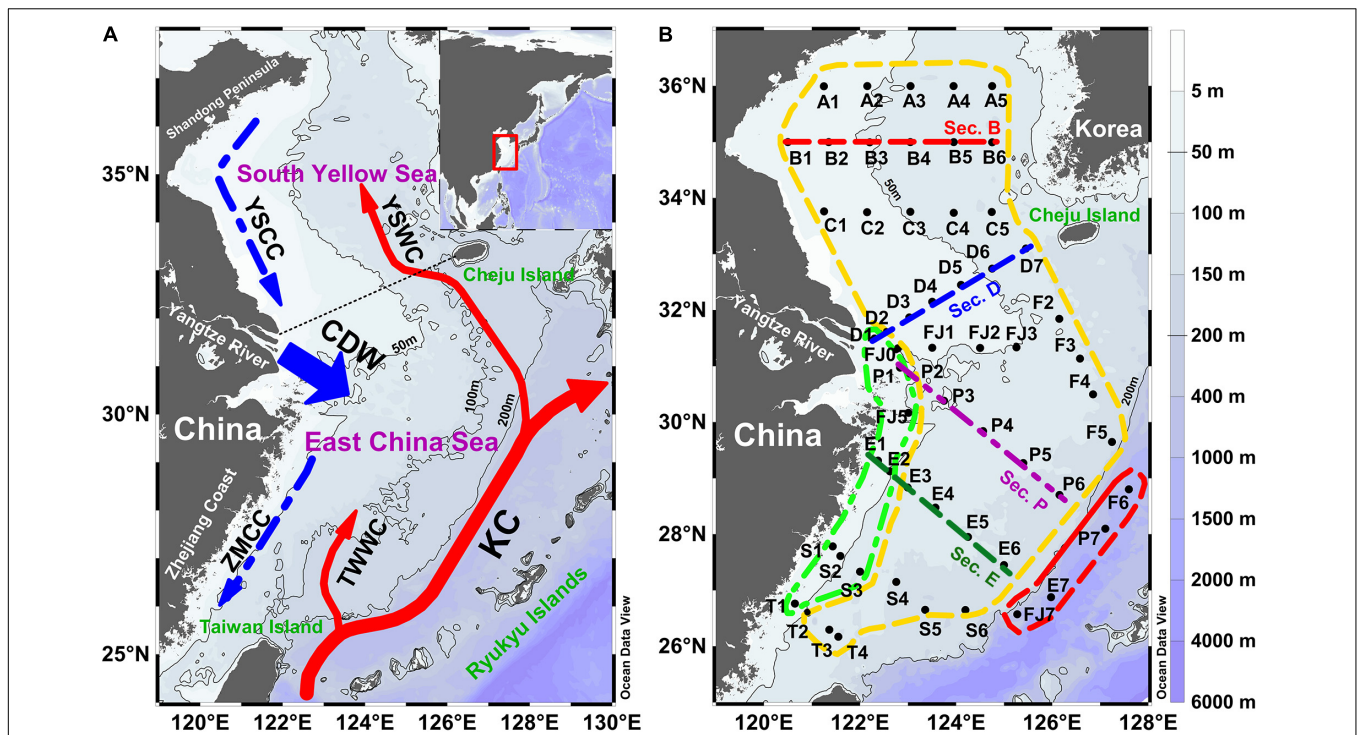 A
Shandong Peninsula
35°N
South Yellow Sea
YSCC
YSWC
Cheju Island
Yangtze River
CDW
50m
100m
200m
30°N
China
East China Sea
Zhejiang Coast
ZMCC
TWWC
KC
Taiwan Island
Ryukyu Islands
25°N
Ocean Data View
120°E
122°E
124°E
126°E
128°E
130°E
B
36°N
34°N
32°N
30°N
28°N
26°N
A1 A2 A3 A4 A5
Sec. B
Korea
B1 B2 B3 B4 B5 B6
50m
Cheju Island
C1 C2 C3 C4 C5
D6
D7
D5
D4
Sec. D
D3
D2
D1
F2
Yangtze River
FJ1 FJ2 FJ3
FJ0
F3
P1
P2
F4
P3
200m
China
FJ5
P4
F5
E1
E2
P5
E3
Sec. P
P6
F6
E4
P7
E5
S1
Sec. E
E6
S2
S3
S4
E7
T1
FJ7
S5
S6
T2
T3
T4
Ocean Data View
120°E
122°E
124°E
126°E
128°E
5 m
50 m
100 m
150 m
200 m
400 m
1000 m
1500 m
2000 m
4000 m
6000 m